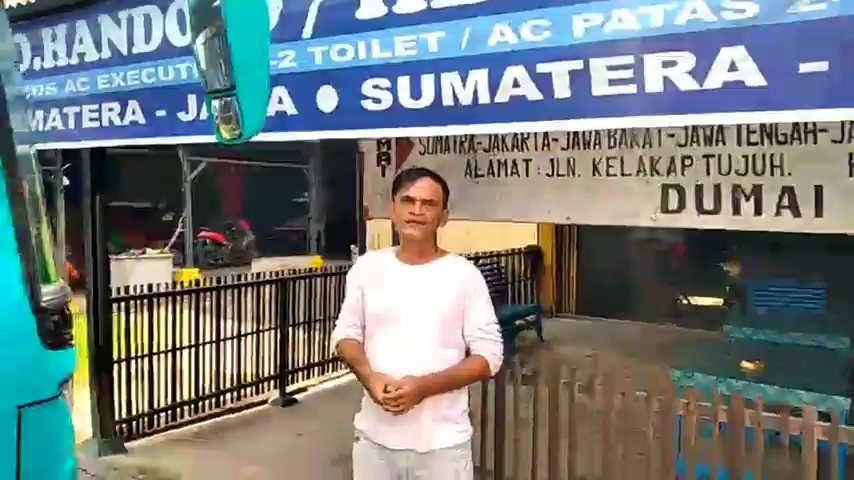 O.HANDO
AC EXECUTI
-2 TOILET / AC PATAS
MATERA - JA A • SUMATERA -
SUMATRA-JAKARTA-JAWA BARAT-JAWA TENGAH-JA
ALAMAT : JLN. KELAKAP TUJUH.
DUMAI